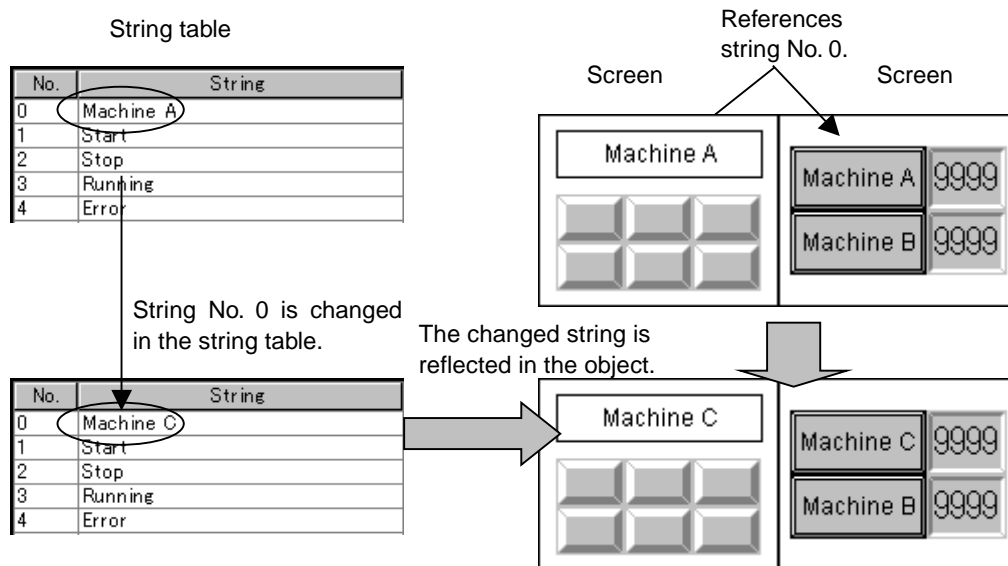 String table
No. String
0 Machine A
1 Start
2 Stop
3 Running
4 Error
References
string No. 0.
Screen
Screen
Machine A
Machine A 9999
Machine B 9999
String No. 0 is changed
in the string table.
The changed string is
reflected in the object.
No. String
0 Machine C
1 Start
2 Stop
3 Running
4 Error
Machine C
Machine C 9999
Machine B 9999